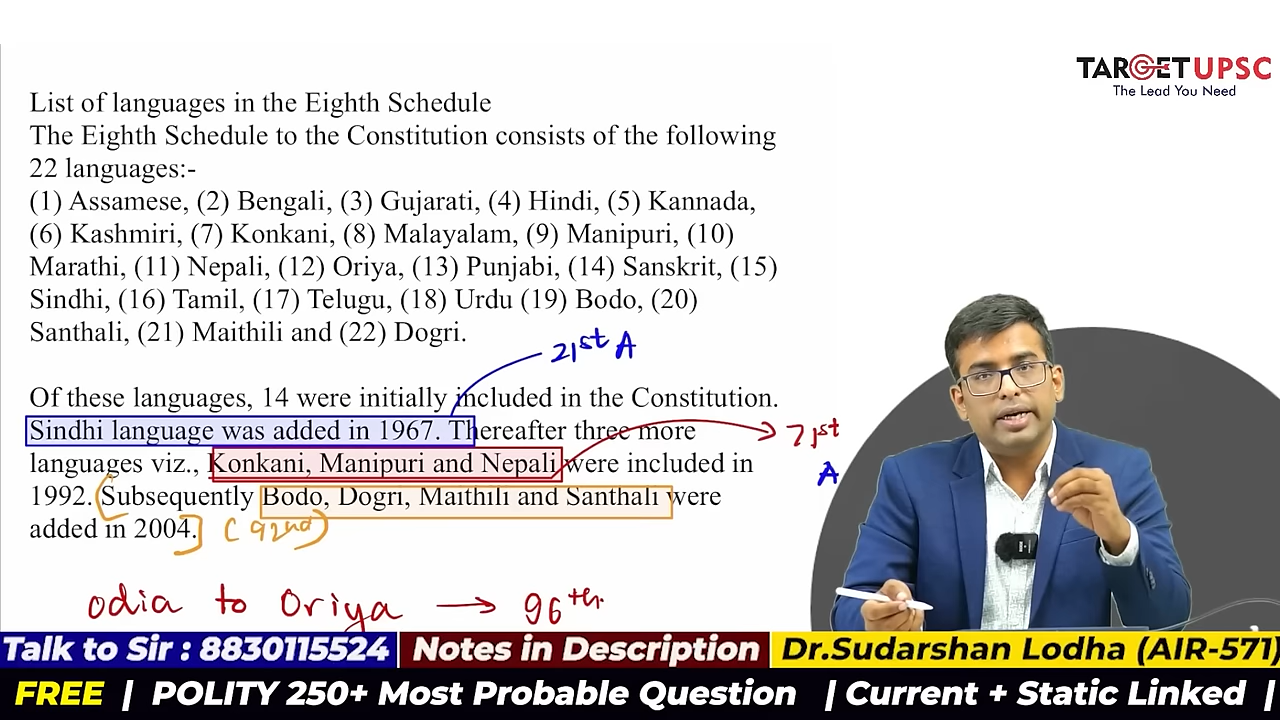 TARGETUPSC
The Lead You Need
List of languages in the Eighth Schedule
The Eighth Schedule to the Constitution consists of the following
22 languages:-
(1) Assamese, (2) Bengali, (3) Gujarati, (4) Hindi, (5) Kannada,
(6) Kashmiri, (7) Konkani, (8) Malayalam, (9) Manipuri, (10)
Marathi, (11) Nepali, (12) Oriya, (13) Punjabi, (14) Sanskrit, (15)
Sindhi, (16) Tamil, (17) Telugu, (18) Urdu (19) Bodo, (20)
Santhali, (21) Maithili and (22) Dogri.
21st A
Of these languages, 14 were initially included in the Constitution.
Sindhi language was added in 1967. Thereafter three more
71st
languages viz., Konkani, Manipuri and Nepali were included in
A
1992. Subsequently Bodo, Dogri, Maithili and Santhali were
added in 2004.
(92nd)
odia to Oriya → 96th
Talk to Sir : 8830115524
Notes in Description
Dr.Sudarshan Lodha (AIR-571)
FREE | POLITY 250+ Most Probable Question | Current + Static Linked |